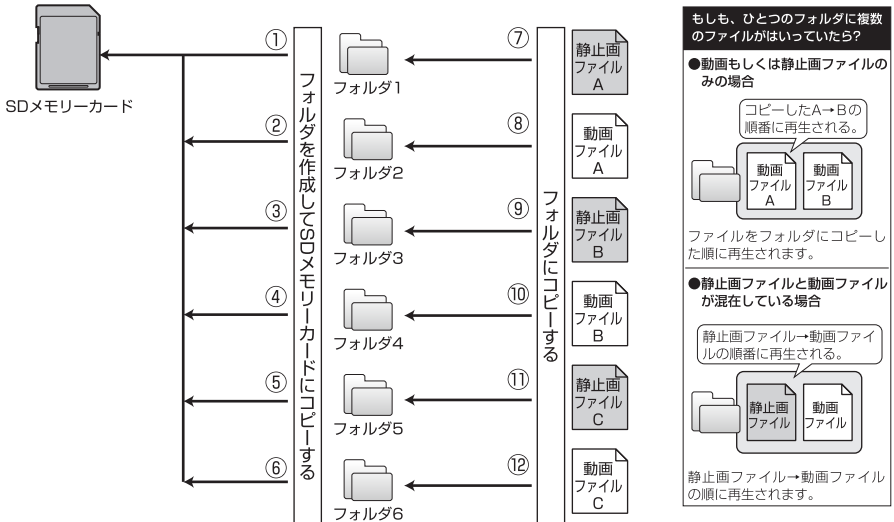 SDメモリーカード
①
②
③
④
⑤
⑥
フォルダを作成してSDメモリーカードにコピーする
フォルダ1
フォルダ2
フォルダ3
フォルダ4
フォルダ5
フォルダ6
⑦
⑧
⑨
⑩
⑪
⑫
フォルダにコピーする
静止画
ファイル
A
動画
ファイル
A
静止画
ファイル
B
動画
ファイル
B
静止画
ファイル
C
動画
ファイル
C
もしも、ひとつのフォルダに複数
のファイルがはいっていたら?
●動画もしくは静止画ファイルの
みの場合
コピーしたA→Bの
順番に再生される。
動画
ファイル
A
動画
ファイル
B
ファイルをフォルダにコピーし
た順に再生されます。
●静止画ファイルと動画ファイル
が混在している場合
静止画ファイル→動画ファイ
ルの順番に再生される。
静止画
ファイル
動画
ファイル
静止画ファイル→動画ファイル
の順に再生されます。